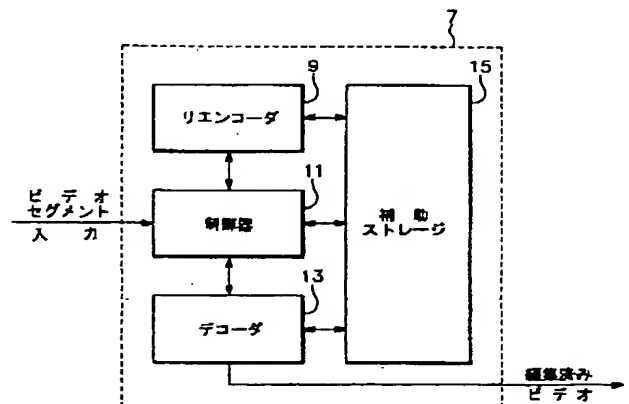 7
9
リエンコーダ
15
ビデオ
セグメント
入力
11
制御器
補助
ストレージ
13
デコーダ
編集済み
ビデオ